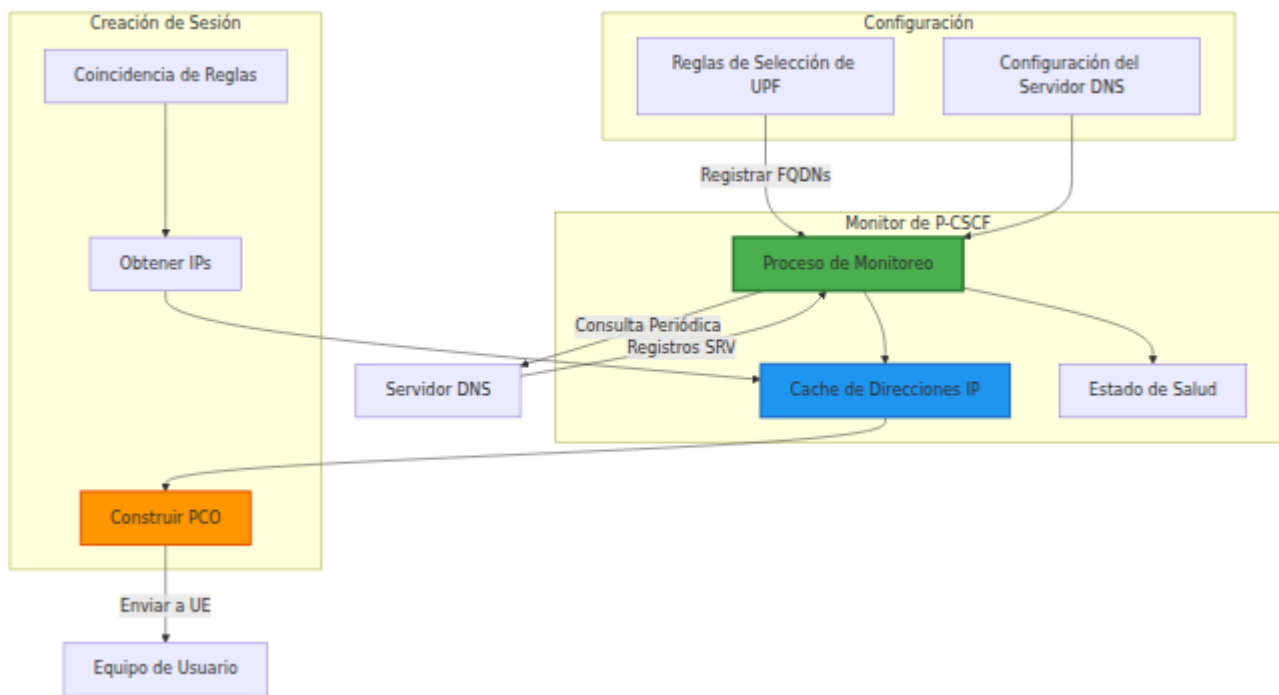 Creación de Sesión
Configuración
Coincidencia de Reglas
Reglas de Selección de
UPF
Configuración del
Servidor DNS
Registrar FQDNs
Monitor de P-CSCF
Obtener IPs
Proceso de Monitoreo
Consulta Periódica
Registros SRV
Servidor DNS
Cache de Direcciones IP
Estado de Salud
Construir PCO
Enviar a UE
Equipo de Usuario